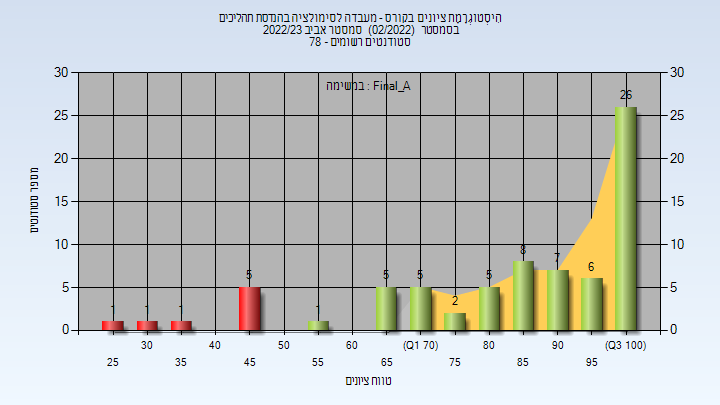 היסטוגרמת ציונים בקורס - מעבדה לסימולציה בהנדסת תהליכים
בסמסטר (02/2022) סמסטר אביב 2022/23
סטודנטים רשומים - 78
במשימה : Final_A
30 30
25 25
20 20
15 15
10 10
5 5
0 0
מספר סטודנטים
1 1 1 5 1 5 5 2 5 8 7 6 26
30 40 50 60 (Q1 70) 80 90 (Q3 100)
25 35 45 55 65 75 85 95
טווח ציונים